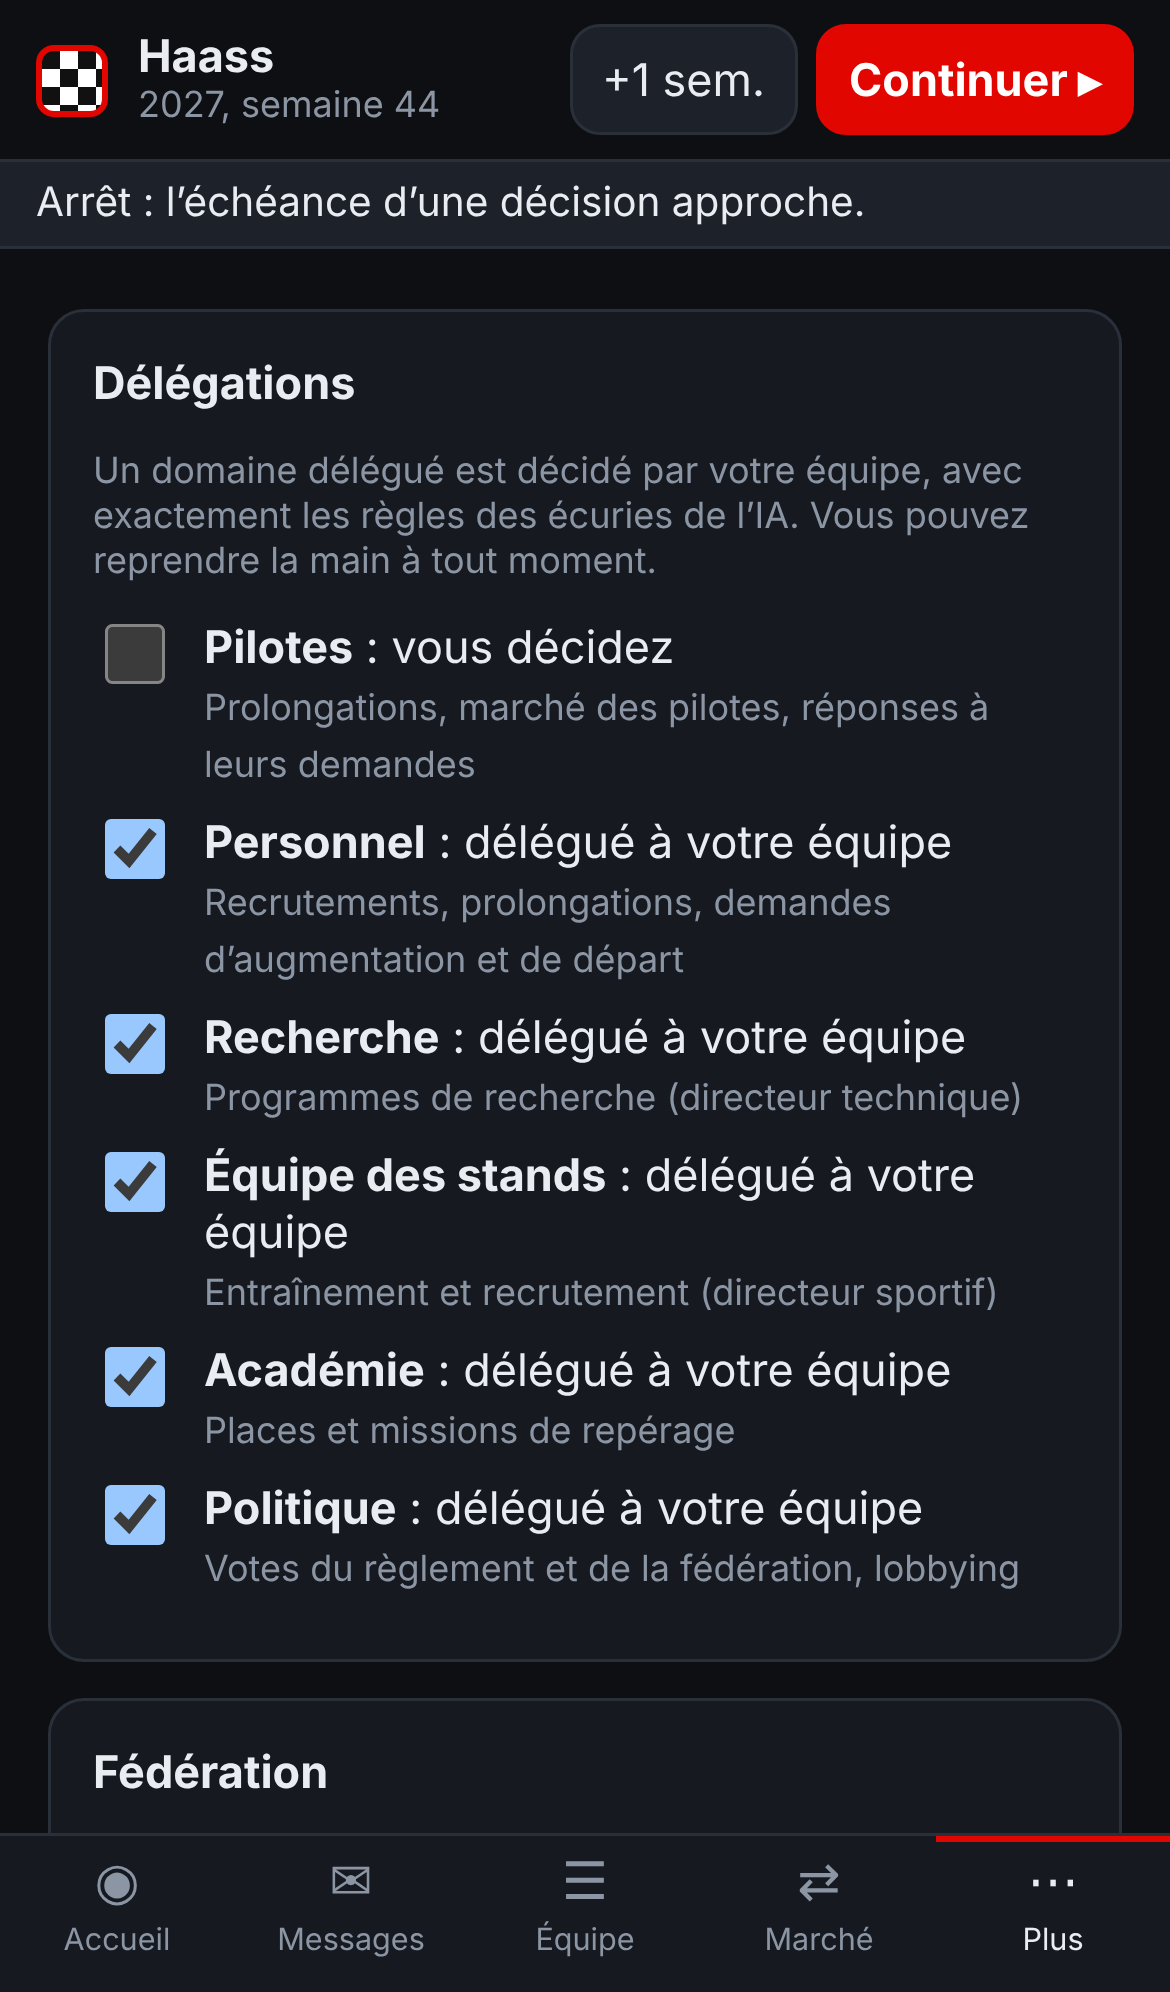 Haass
2027, semaine 44
+1 sem.
Continuer ▶
Arrêt : l’échéance d’une décision approche.
Délégations
Un domaine délégué est décidé par votre équipe, avec
exactement les règles des écuries de l’IA. Vous pouvez
reprendre la main à tout moment.
Pilotes : vous décidez
Prolongations, marché des pilotes, réponses à
leurs demandes
Personnel : délégué à votre équipe
Recrutements, prolongations, demandes
d’augmentation et de départ
Recherche : délégué à votre équipe
Programmes de recherche (directeur technique)
Équipe des stands : délégué à votre
équipe
Entraînement et recrutement (directeur sportif)
Académie : délégué à votre équipe
Places et missions de repérage
Politique : délégué à votre équipe
Votes du règlement et de la fédération, lobbying
Fédération
Accueil
Messages
Équipe
Marché
Plus